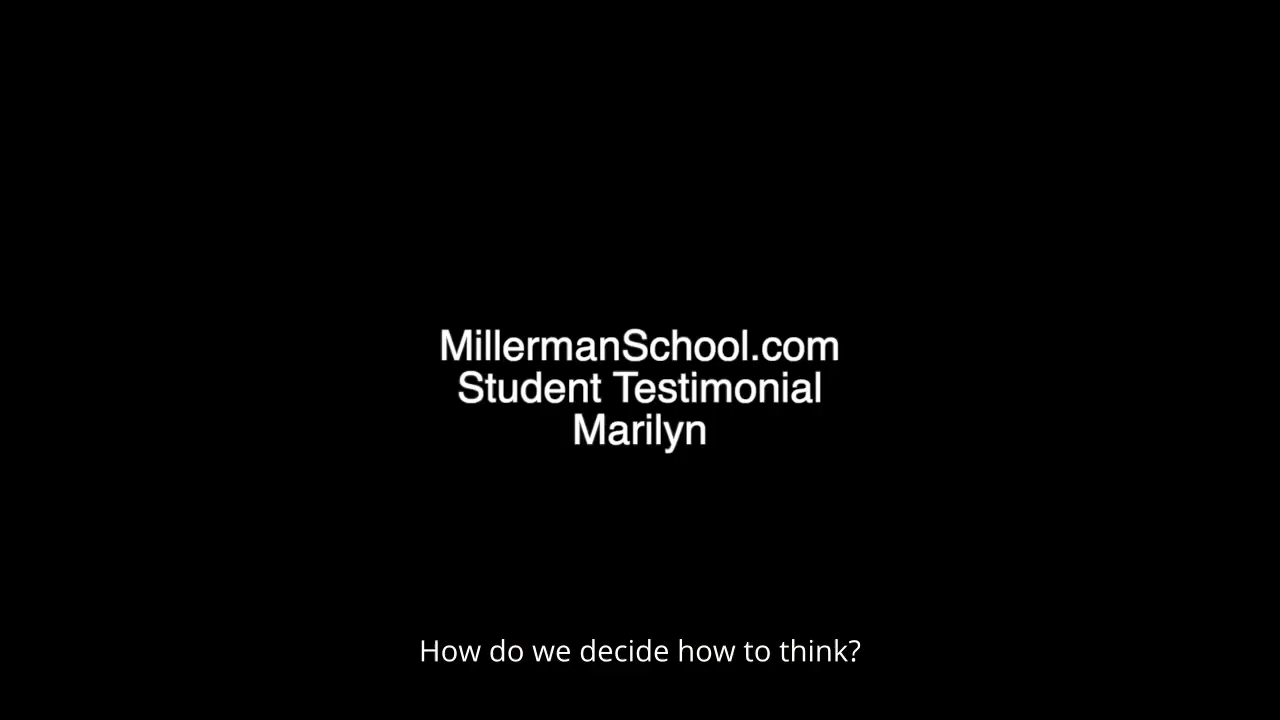 MillermanSchool.com
Student Testimonial
Marilyn
How do we decide how to think?